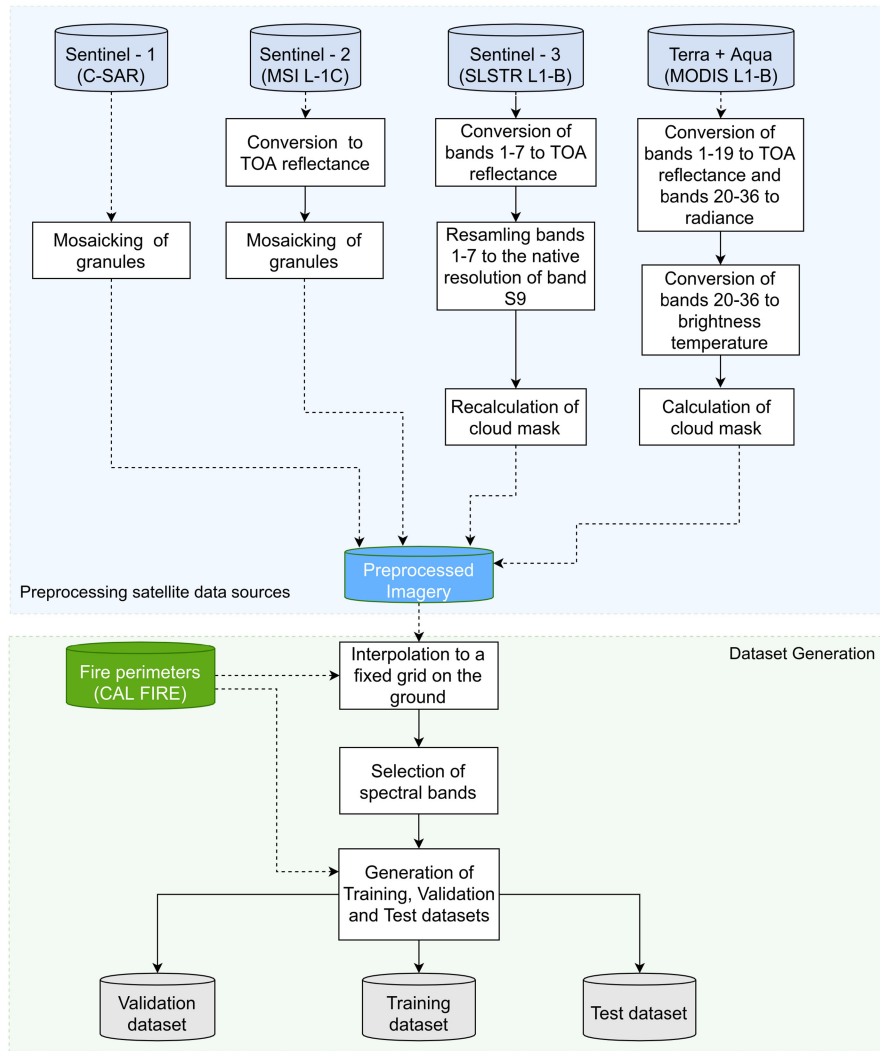 Sentinel - 1
(C-SAR)
Sentinel - 2
(MSI L-1C)
Sentinel - 3
(SLSTR L1-B)
Terra + Aqua
(MODIS L1-B)
Conversion to
TOA reflectance
Conversion of
bands 1-7 to TOA
reflectance
Conversion of
bands 1-19 to TOA
reflectance and
bands 20-36 to
radiance
Mosaicking of
granules
Mosaicking of
granules
Resamling bands
1-7 to the native
resolution of band
S9
Conversion of
bands 20-36 to
brightness
temperature
Recalculation of
cloud mask
Calculation of
cloud mask
Preprocessed
Imagery
Preprocessing satellite data sources
Dataset Generation
Fire perimeters
(CAL FIRE)
Interpolation to a
fixed grid on the
ground
Selection of
spectral bands
Generation of
Training, Validation
and Test datasets
Validation
dataset
Training
dataset
Test dataset